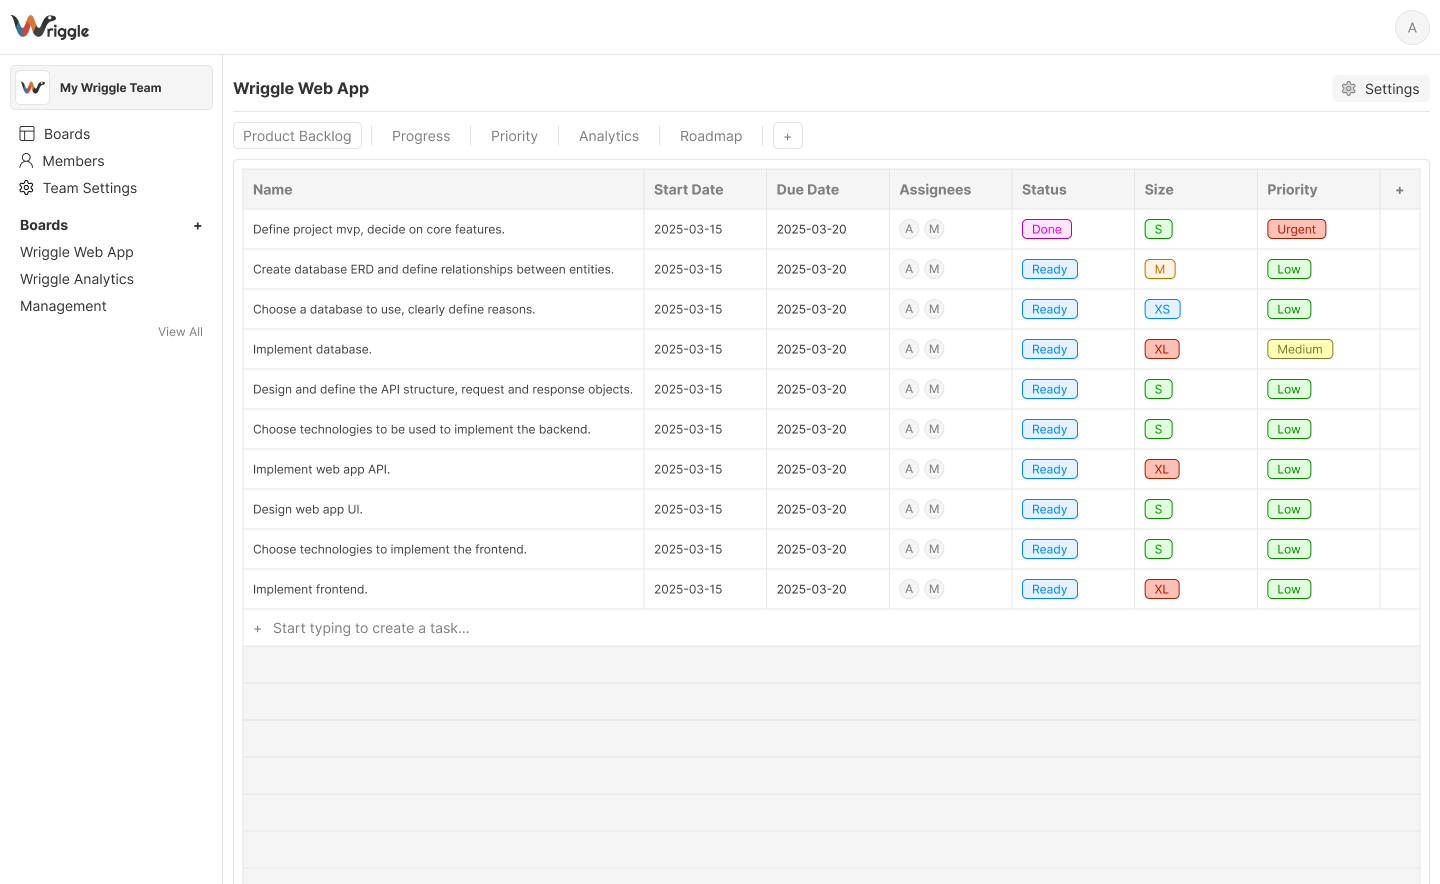 Wriggle
A
My Wriggle Team
Boards
Members
Team Settings
Boards +
Wriggle Web App
Wriggle Analytics
Management
View All
Wriggle Web App
Settings
Product Backlog Progress Priority Analytics Roadmap +
Name Start Date Due Date Assignees Status Size Priority +
Define project mvp, decide on core features. 2025-03-15 2025-03-20 A M Done S Urgent
Create database ERD and define relationships between entities. 2025-03-15 2025-03-20 A M Ready M Low
Choose a database to use, clearly define reasons. 2025-03-15 2025-03-20 A M Ready XS Low
Implement database. 2025-03-15 2025-03-20 A M Ready XL Medium
Design and define the API structure, request and response objects. 2025-03-15 2025-03-20 A M Ready S Low
Choose technologies to be used to implement the backend. 2025-03-15 2025-03-20 A M Ready S Low
Implement web app API. 2025-03-15 2025-03-20 A M Ready XL Low
Design web app UI. 2025-03-15 2025-03-20 A M Ready S Low
Choose technologies to implement the frontend. 2025-03-15 2025-03-20 A M Ready S Low
Implement frontend. 2025-03-15 2025-03-20 A M Ready XL Low
+ Start typing to create a task...